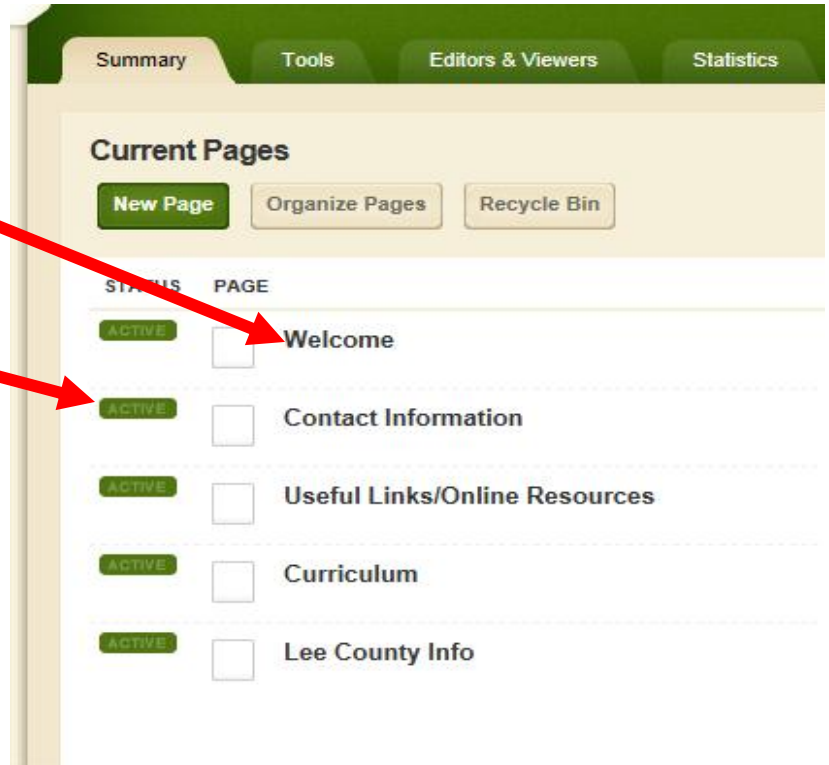 Summary Tools Editors & Viewers Statistics
Current Pages
New Page Organize Pages Recycle Bin
STATUS PAGE
ACTIVE Welcome
ACTIVE Contact Information
ACTIVE Useful Links/Online Resources
ACTIVE Curriculum
ACTIVE Lee County Info